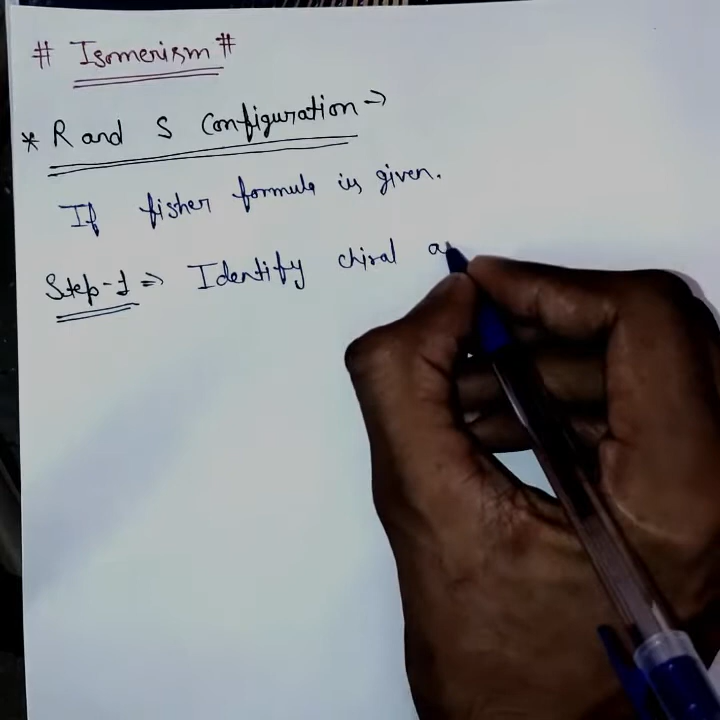 # Isomerism #
* R and S Configuration →
If fisher formula is given.
Step-1 ⇒ Identify chiral a